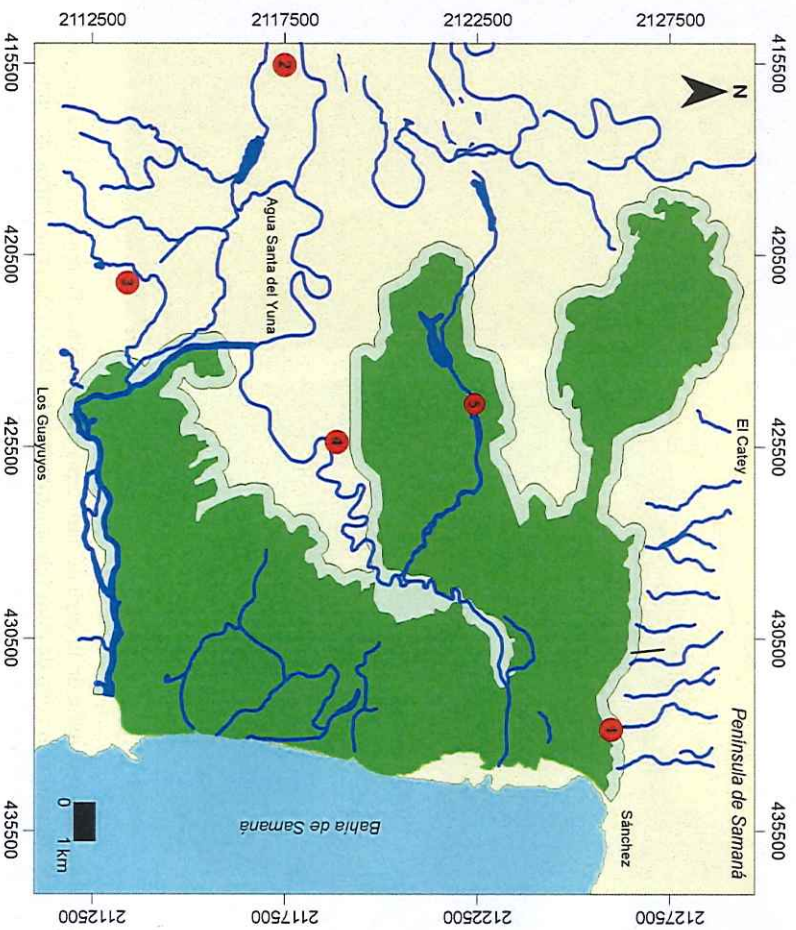 415500 420500 425500 430500 435500
2127500
2127500
N
Península de Samaná
El Catey
Sánchez
1
2122500
2122500
5
4
Bahía de Samaná
2117500
2117500
2
Agua Santa del Yuna
3
2112500
2112500
0 1 km
Los Guayuyos
415500 420500 425500 430500 435500